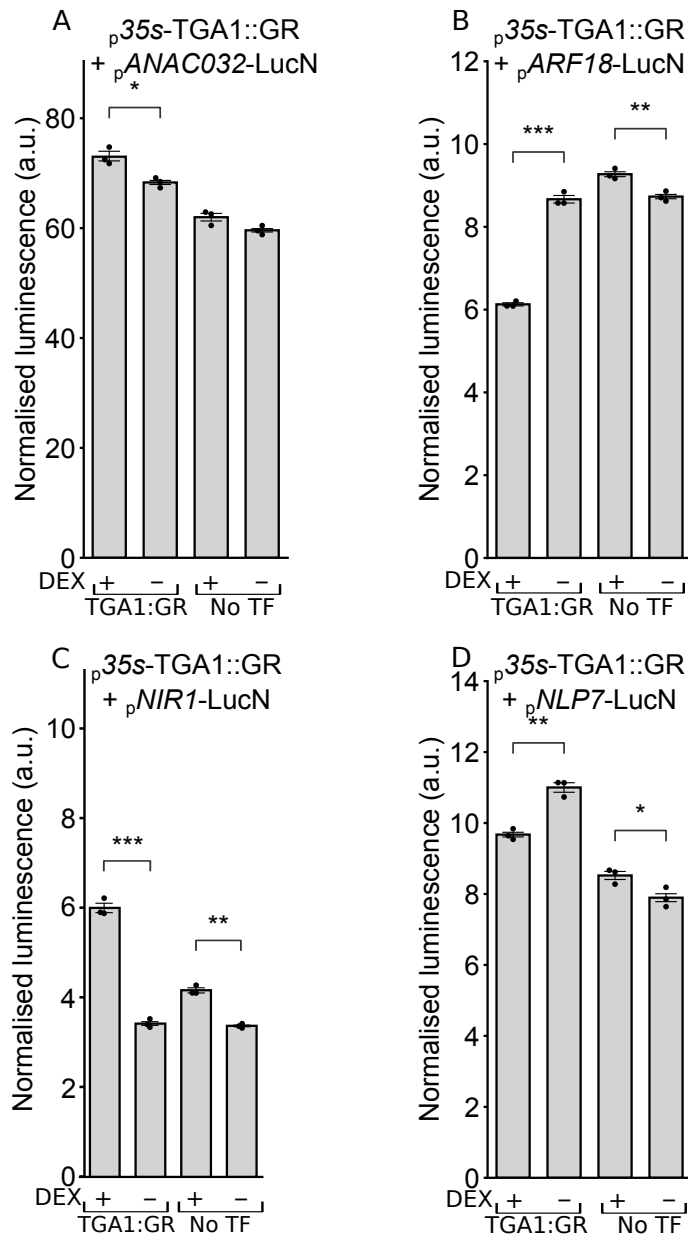 A
p35s-TGA1::GR
+ pANAC032-LucN
Normalised luminescence (a.u.)
80
60
40
20
0
*
DEX + − + −
TGA1:GR No TF
B
p35s-TGA1::GR
+ pARF18-LucN
Normalised luminescence (a.u.)
12
10
8
6
4
2
0
*** **
DEX + − + −
TGA1:GR No TF
C
p35s-TGA1::GR
+ pNIR1-LucN
Normalised luminescence (a.u.)
10
8
6
4
2
0
*** **
DEX + − + −
TGA1:GR No TF
D
p35s-TGA1::GR
+ pNLP7-LucN
Normalised luminescence (a.u.)
14
12
10
8
6
4
2
0
** *
DEX + − + −
TGA1:GR No TF